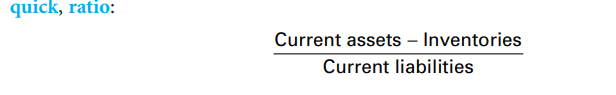 quick, ratio:
Current assets – Inventories
Current liabilities